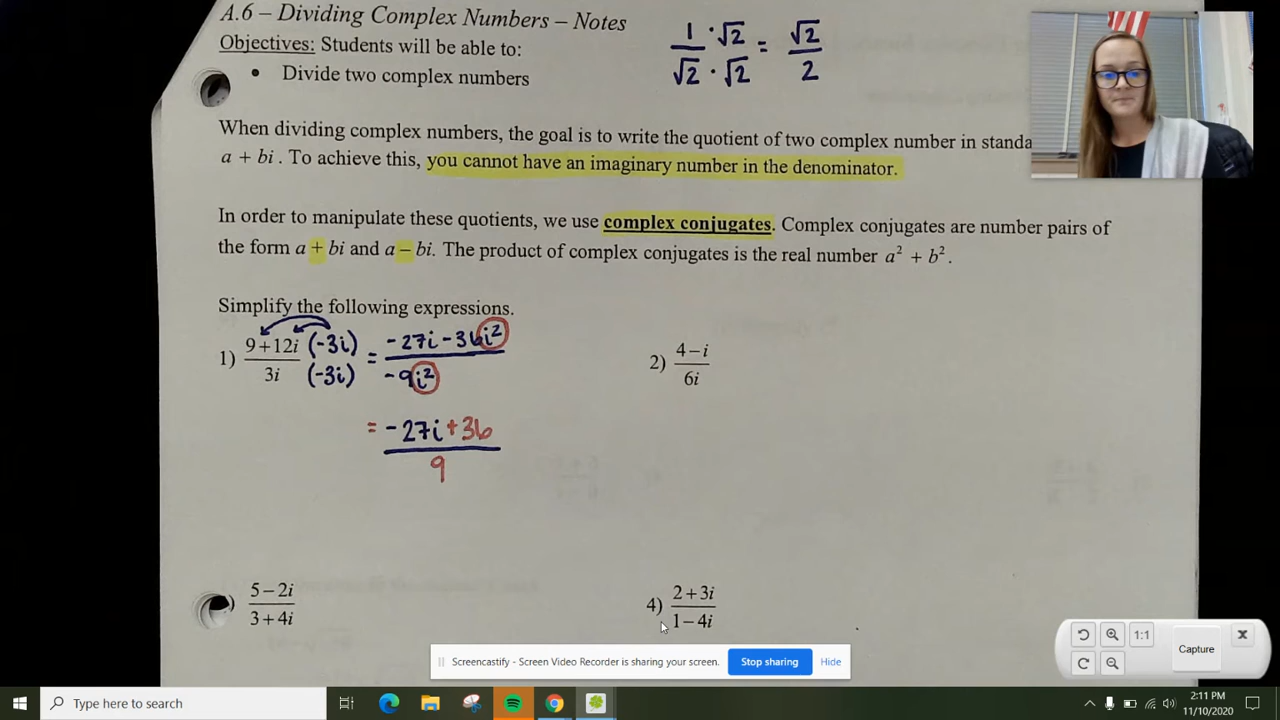 A.6 – Dividing Complex Numbers – Notes
Objectives: Students will be able to:
• Divide two complex numbers
1 · √2 / √2 · √2 = √2 / 2
When dividing complex numbers, the goal is to write the quotient of two complex number in standa
a + bi . To achieve this, you cannot have an imaginary number in the denominator.
In order to manipulate these quotients, we use complex conjugates. Complex conjugates are number pairs of
the form a + bi and a − bi. The product of complex conjugates is the real number a² + b².
Simplify the following expressions.
1) 9+12i (-3i) / 3i (-3i) = -27i - 36i² / -9i²
= -27i + 36 / 9
2) 4−i / 6i
) 5−2i / 3+4i
4) 2+3i / 1−4i
Screencastify - Screen Video Recorder is sharing your screen. Stop sharing Hide
1:1
Capture
Type here to search
2:11 PM
11/10/2020